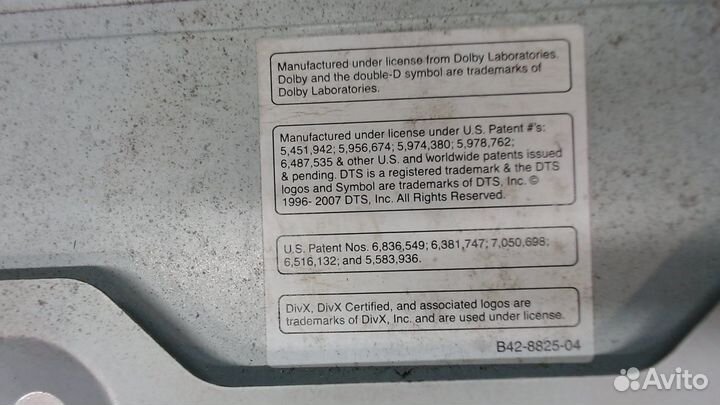 Manufactured under license from Dolby Laboratories.
Dolby and the double-D symbol are trademarks of
Dolby Laboratories.
Manufactured under license under U.S. Patent #'s:
5,451,942; 5,956,674; 5,974,380; 5,978,762;
6,487,535 & other U.S. and worldwide patents issued
& pending. DTS is a registered trademark & the DTS
logos and Symbol are trademarks of DTS, Inc. ©
1996- 2007 DTS, Inc. All Rights Reserved.
U.S. Patent Nos. 6,836,549; 6,381,747; 7,050,698;
6,516,132; and 5,583,936.
DivX, DivX Certified, and associated logos are
trademarks of DivX, Inc. and are used under license.
B42-8825-04
Avito